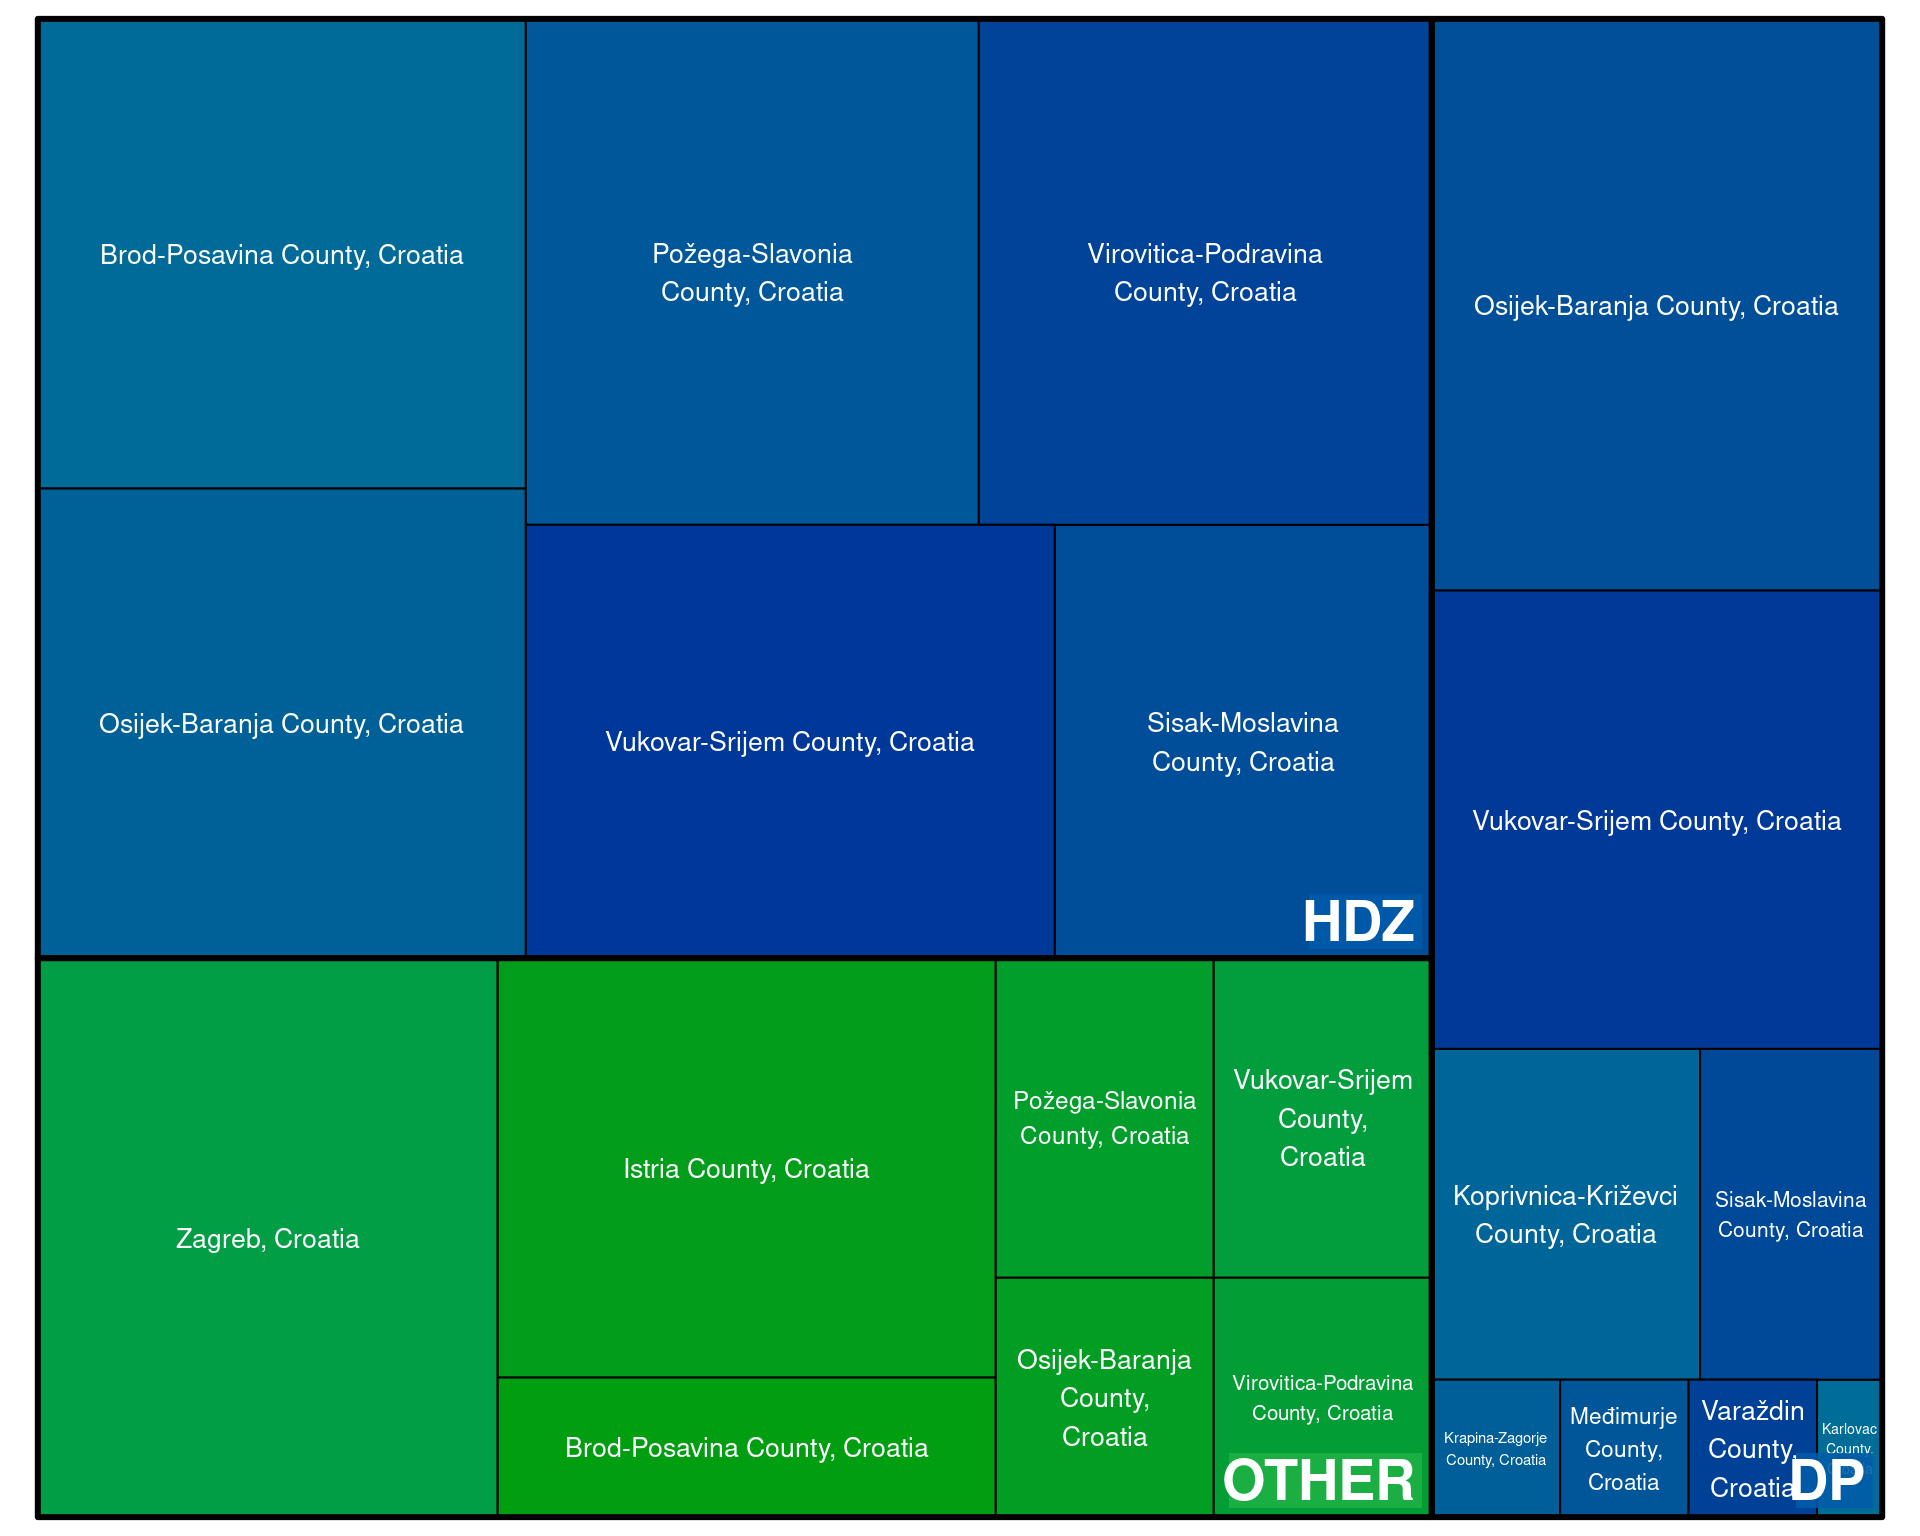 Brod-Posavina County, Croatia
Požega-Slavonia
County, Croatia
Virovitica-Podravina
County, Croatia
Osijek-Baranja County, Croatia
Osijek-Baranja County, Croatia
Vukovar-Srijem County, Croatia
Sisak-Moslavina
County, Croatia
HDZ
Vukovar-Srijem County, Croatia
Zagreb, Croatia
Istria County, Croatia
Brod-Posavina County, Croatia
Požega-Slavonia
County, Croatia
Vukovar-Srijem
County,
Croatia
Osijek-Baranja
County,
Croatia
Virovitica-Podravina
County, Croatia
OTHER
Koprivnica-Križevci
County, Croatia
Sisak-Moslavina
County, Croatia
Krapina-Zagorje
County, Croatia
Međimurje
County,
Croatia
Varaždin
County,
Croatia
Karlovac
County,
DP